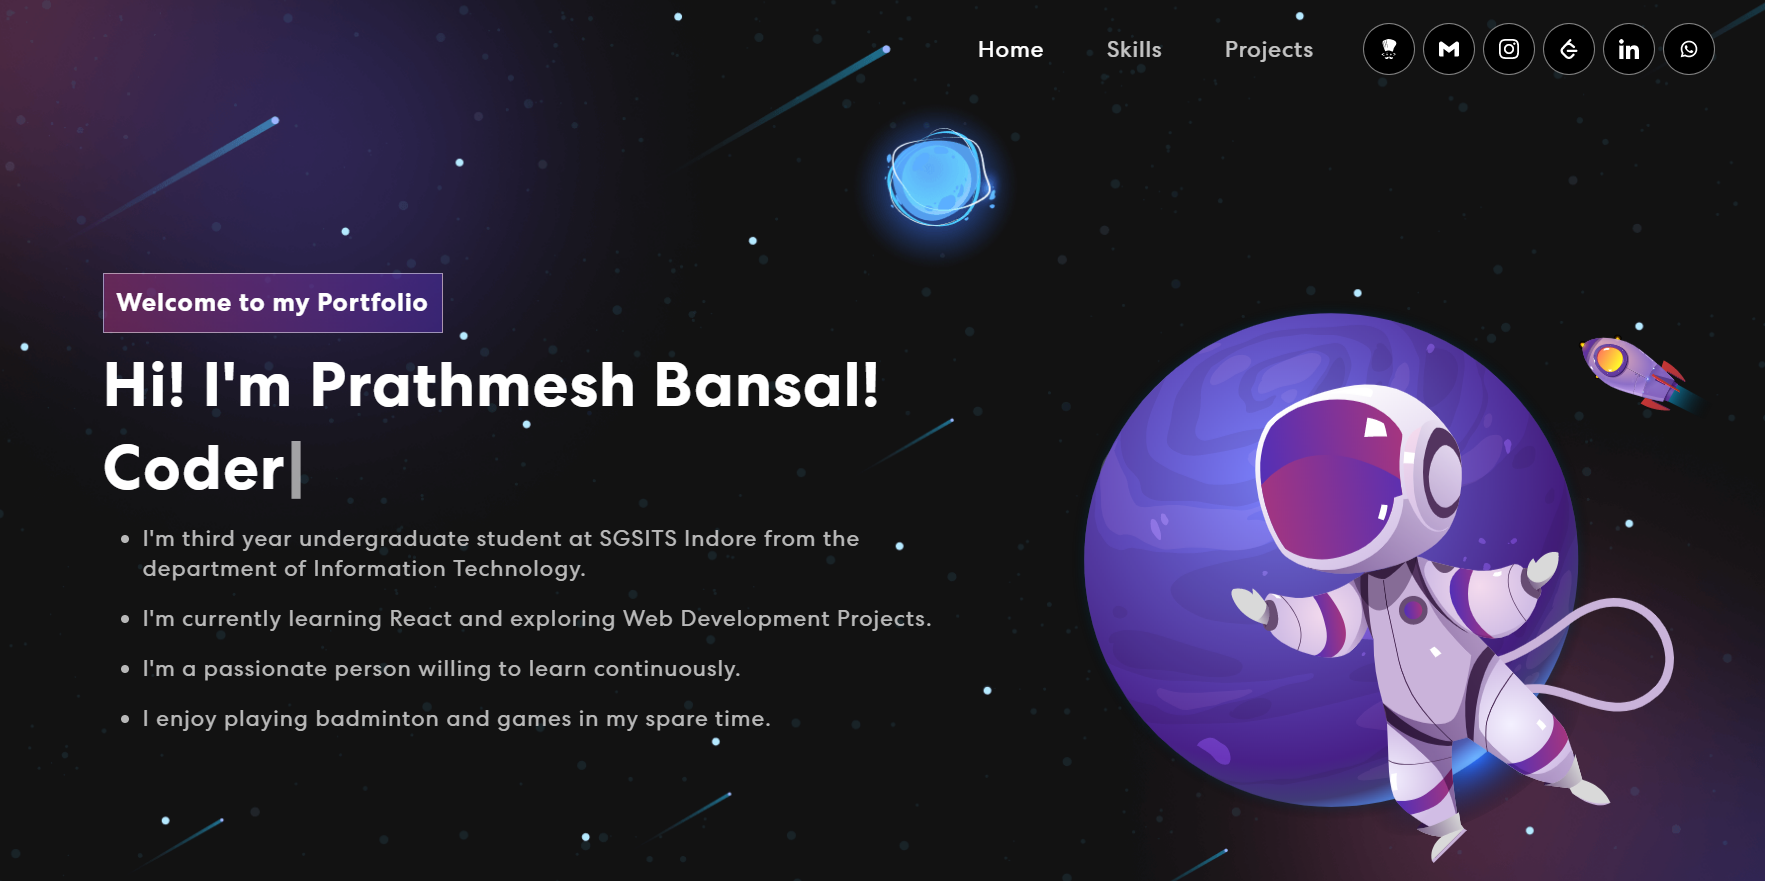 Home Skills Projects
Welcome to my Portfolio
Hi! I'm Prathmesh Bansal!
Coder
I'm third year undergraduate student at SGSITS Indore from the
department of Information Technology.
I'm currently learning React and exploring Web Development Projects.
I'm a passionate person willing to learn continuously.
I enjoy playing badminton and games in my spare time.